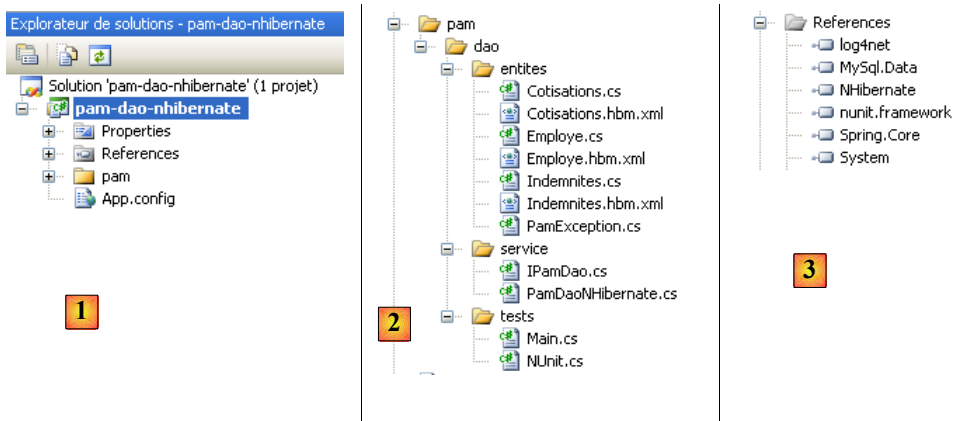 Explorateur de solutions - pam-dao-nhibernate
Solution 'pam-dao-nhibernate' (1 projet)
pam-dao-nhibernate
Properties
References
pam
App.config
1
pam
dao
entites
Cotisations.cs
Cotisations.hbm.xml
Employe.cs
Employe.hbm.xml
Indemnites.cs
Indemnites.hbm.xml
PamException.cs
service
IPamDao.cs
PamDaoNHibernate.cs
tests
Main.cs
NUnit.cs
2
References
log4net
MySql.Data
NHibernate
nunit.framework
Spring.Core
System
3